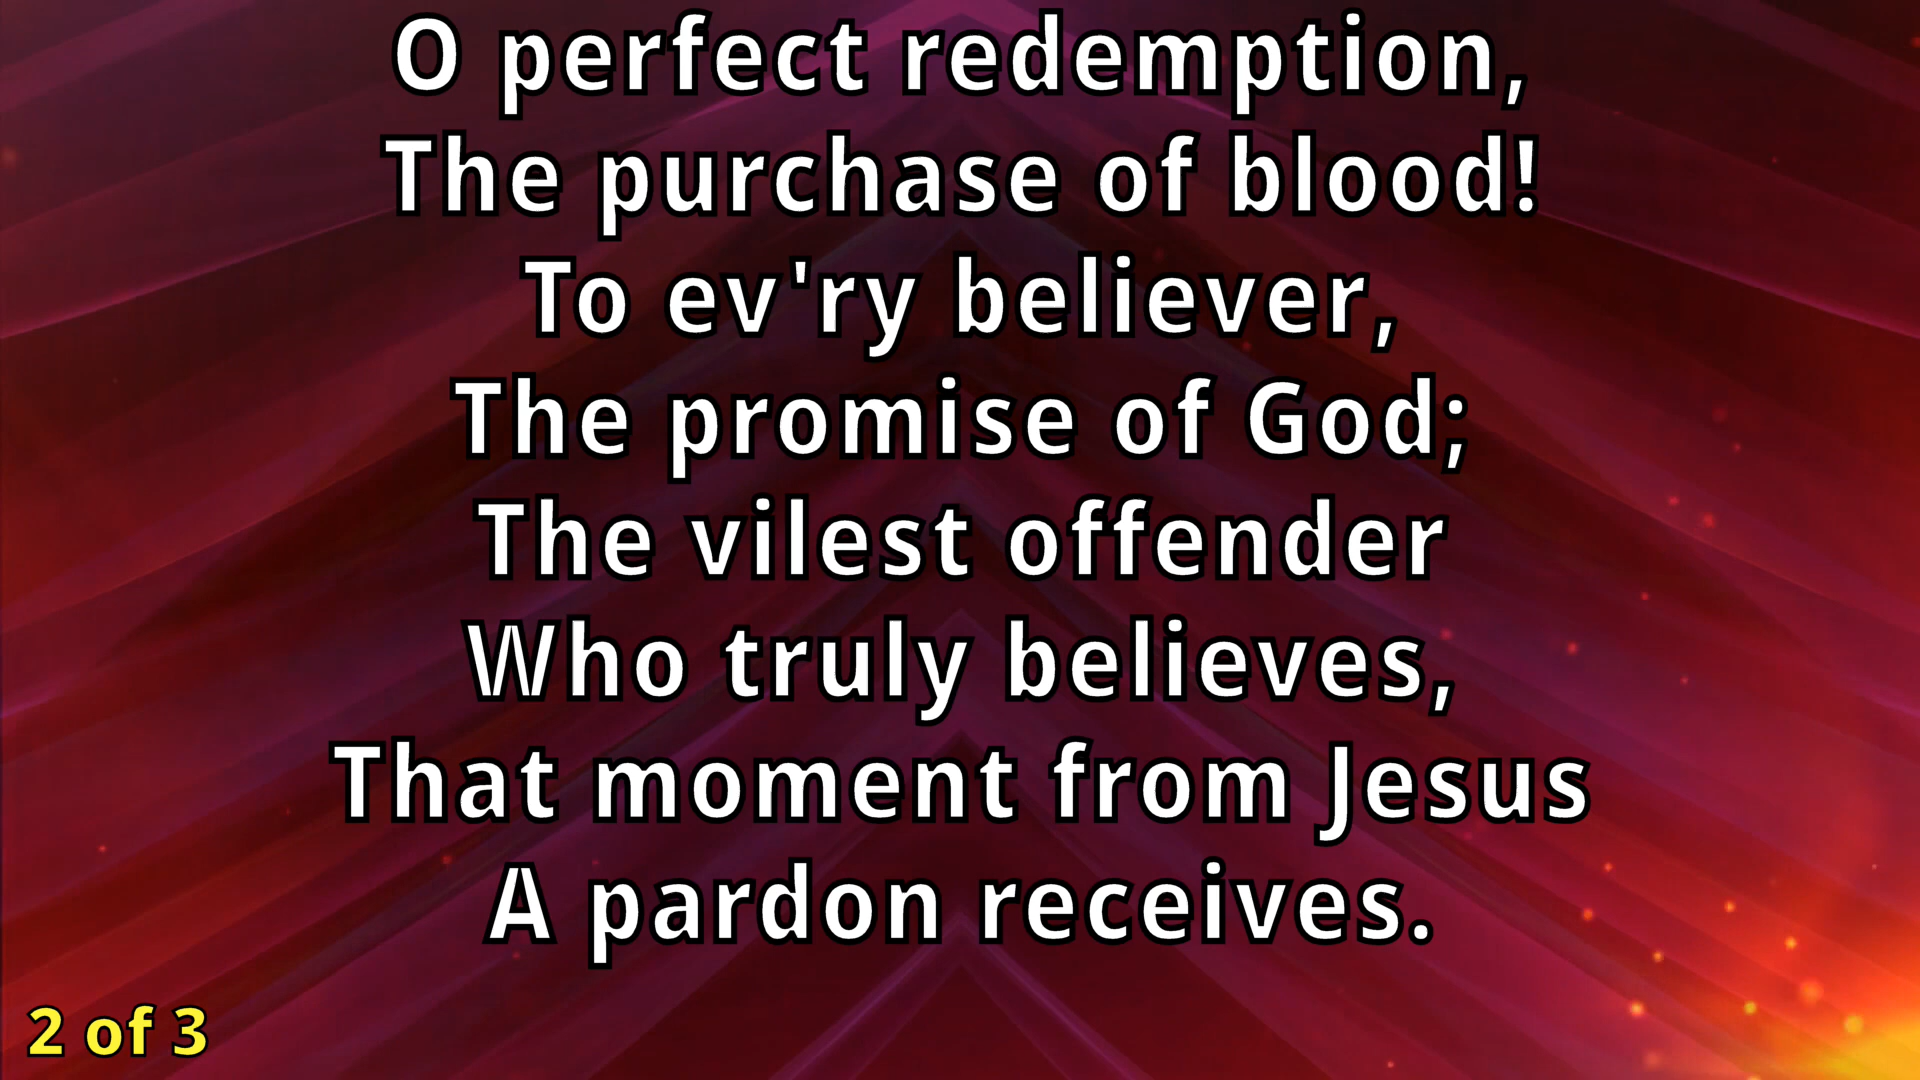 O perfect redemption,
The purchase of blood!
To ev'ry believer,
The promise of God;
The vilest offender
Who truly believes,
That moment from Jesus
A pardon receives.
2 of 3